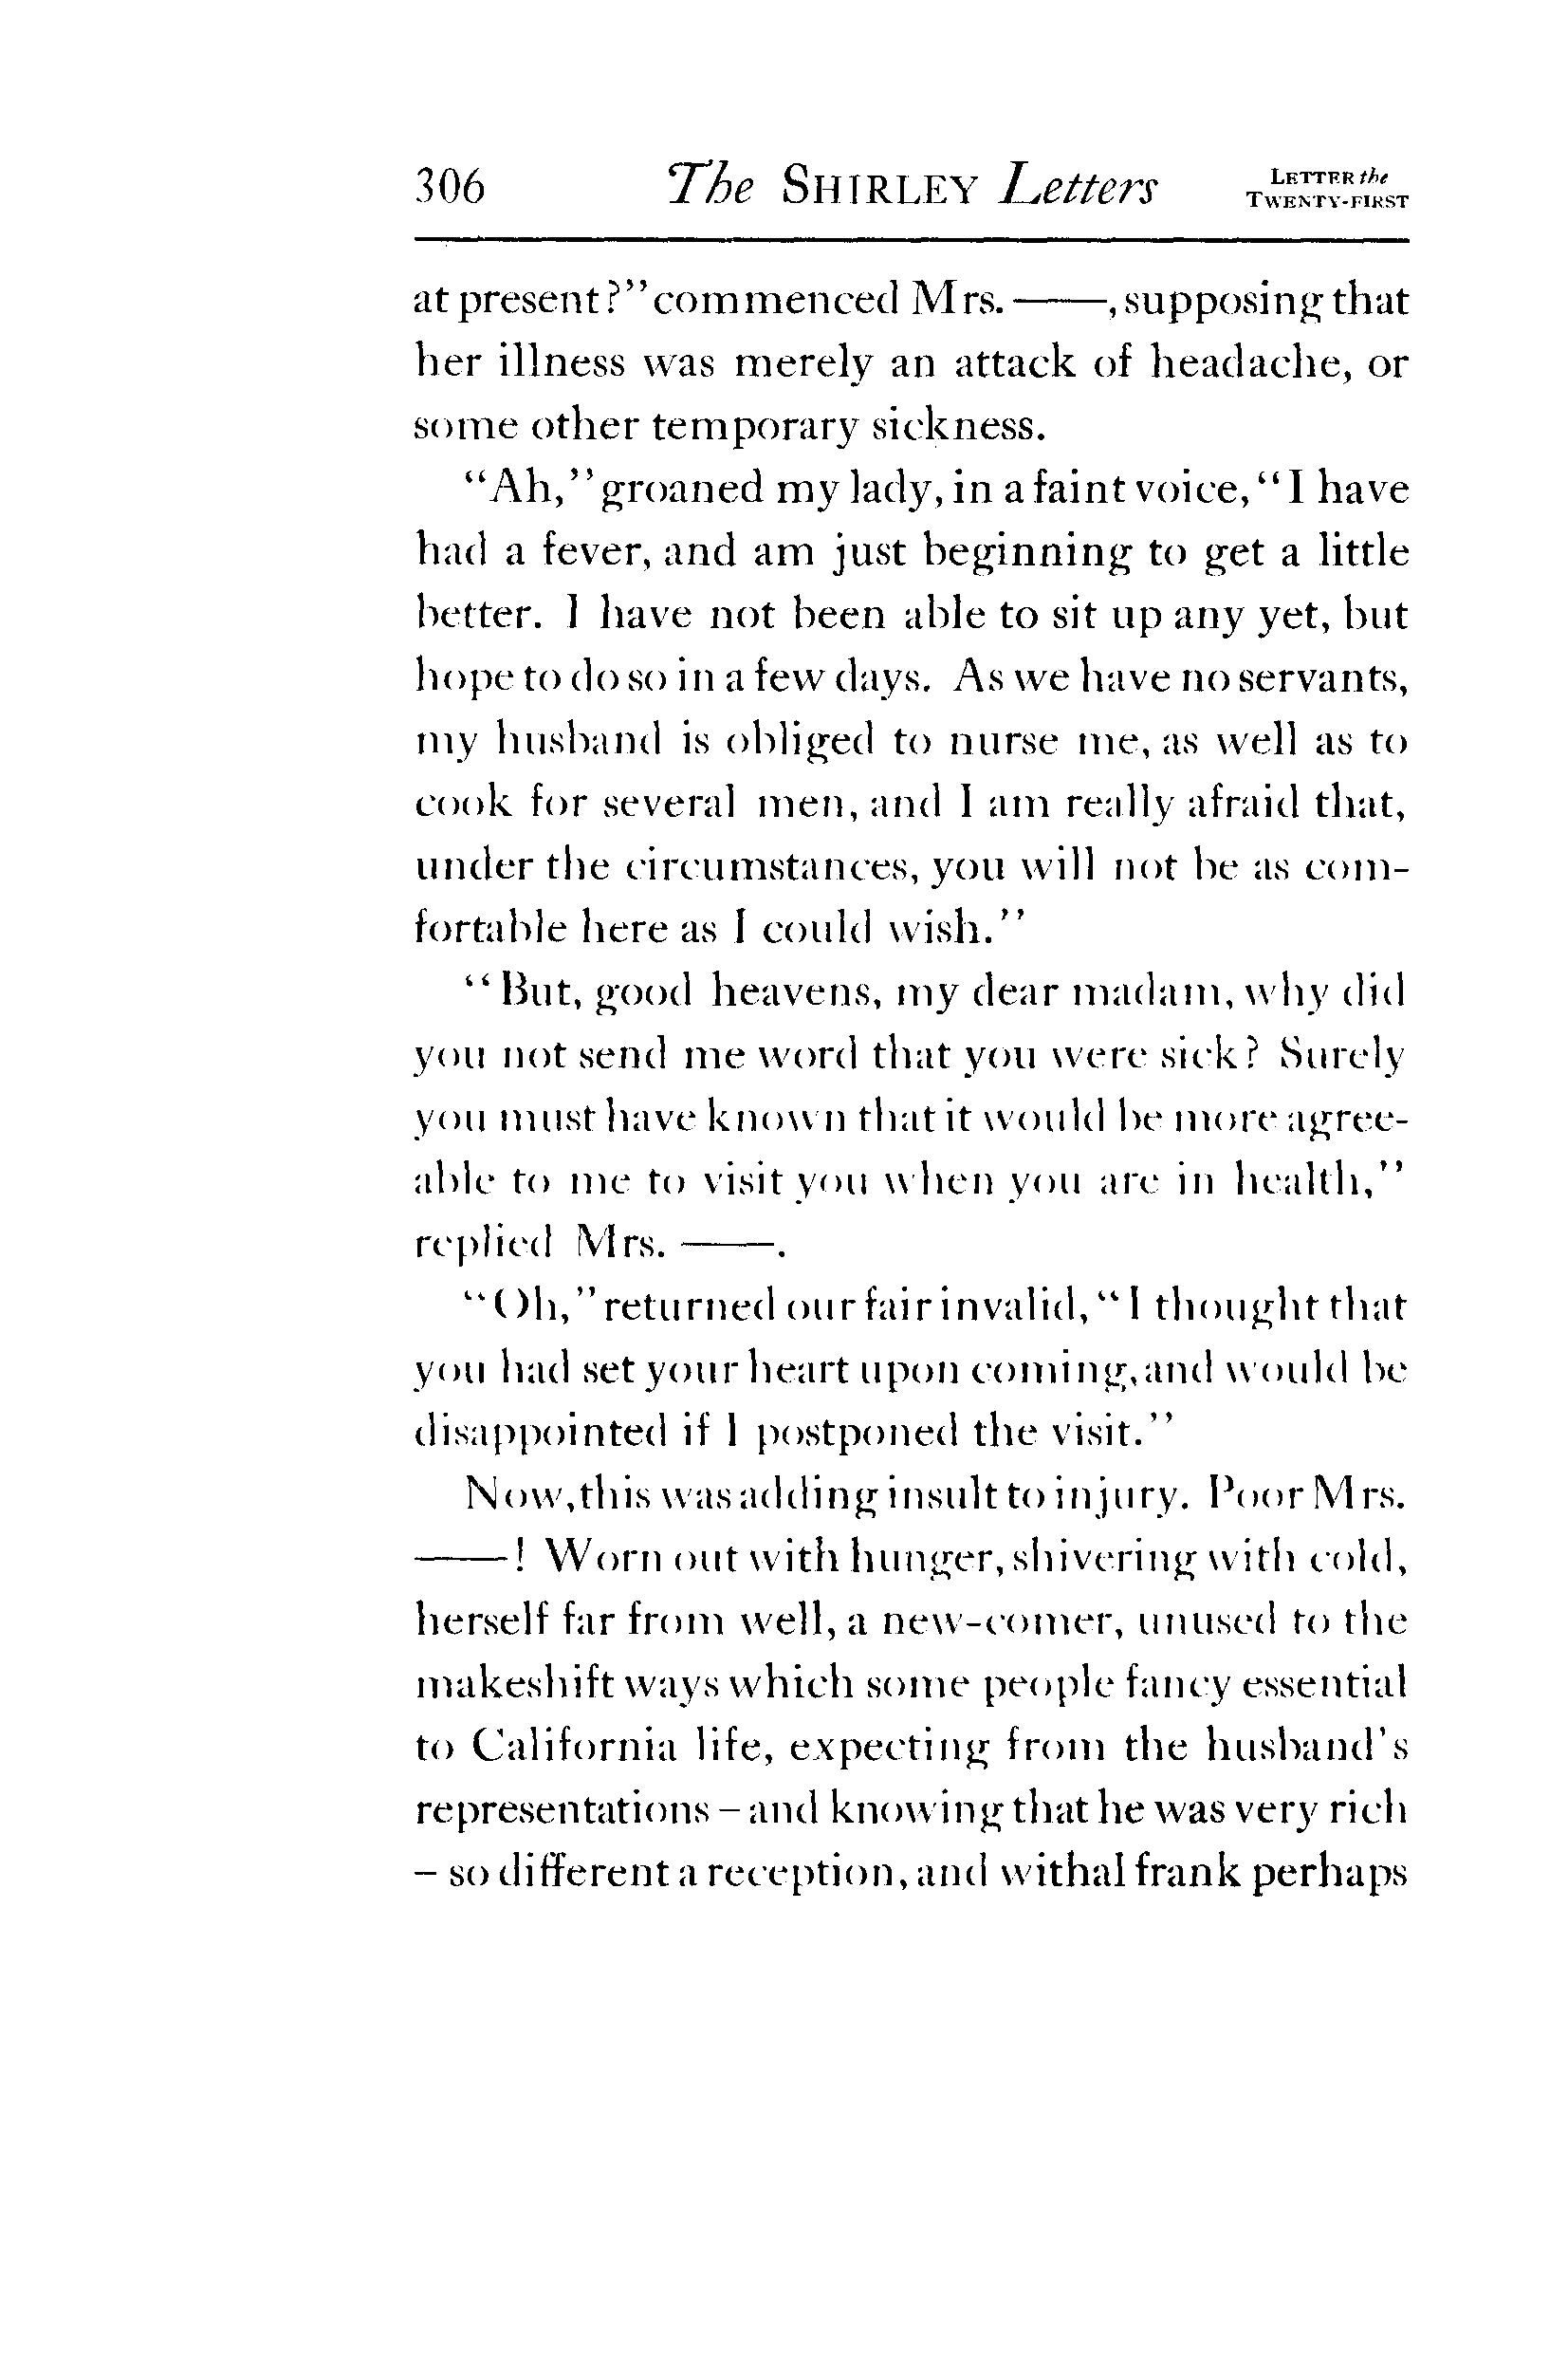 306 The SHIRLEY Letters LETTER the
TWENTY-FIRST
at present?" commenced Mrs. ——, supposing that
her illness was merely an attack of headache, or
some other temporary sickness.
"Ah," groaned my lady, in a faint voice, "I have
had a fever, and am just beginning to get a little
better. I have not been able to sit up any yet, but
hope to do so in a few days. As we have no servants,
my husband is obliged to nurse me, as well as to
cook for several men, and I am really afraid that,
under the circumstances, you will not be as com-
fortable here as I could wish."
"But, good heavens, my dear madam, why did
you not send me word that you were sick? Surely
you must have known that it would be more agree-
able to me to visit you when you are in health,"
replied Mrs. ——.
"Oh," returned our fair invalid, "I thought that
you had set your heart upon coming, and would be
disappointed if I postponed the visit."
Now, this was adding insult to injury. Poor Mrs.
——! Worn out with hunger, shivering with cold,
herself far from well, a new-comer, unused to the
makeshift ways which some people fancy essential
to California life, expecting from the husband's
representations – and knowing that he was very rich
– so different a reception, and withal frank perhaps